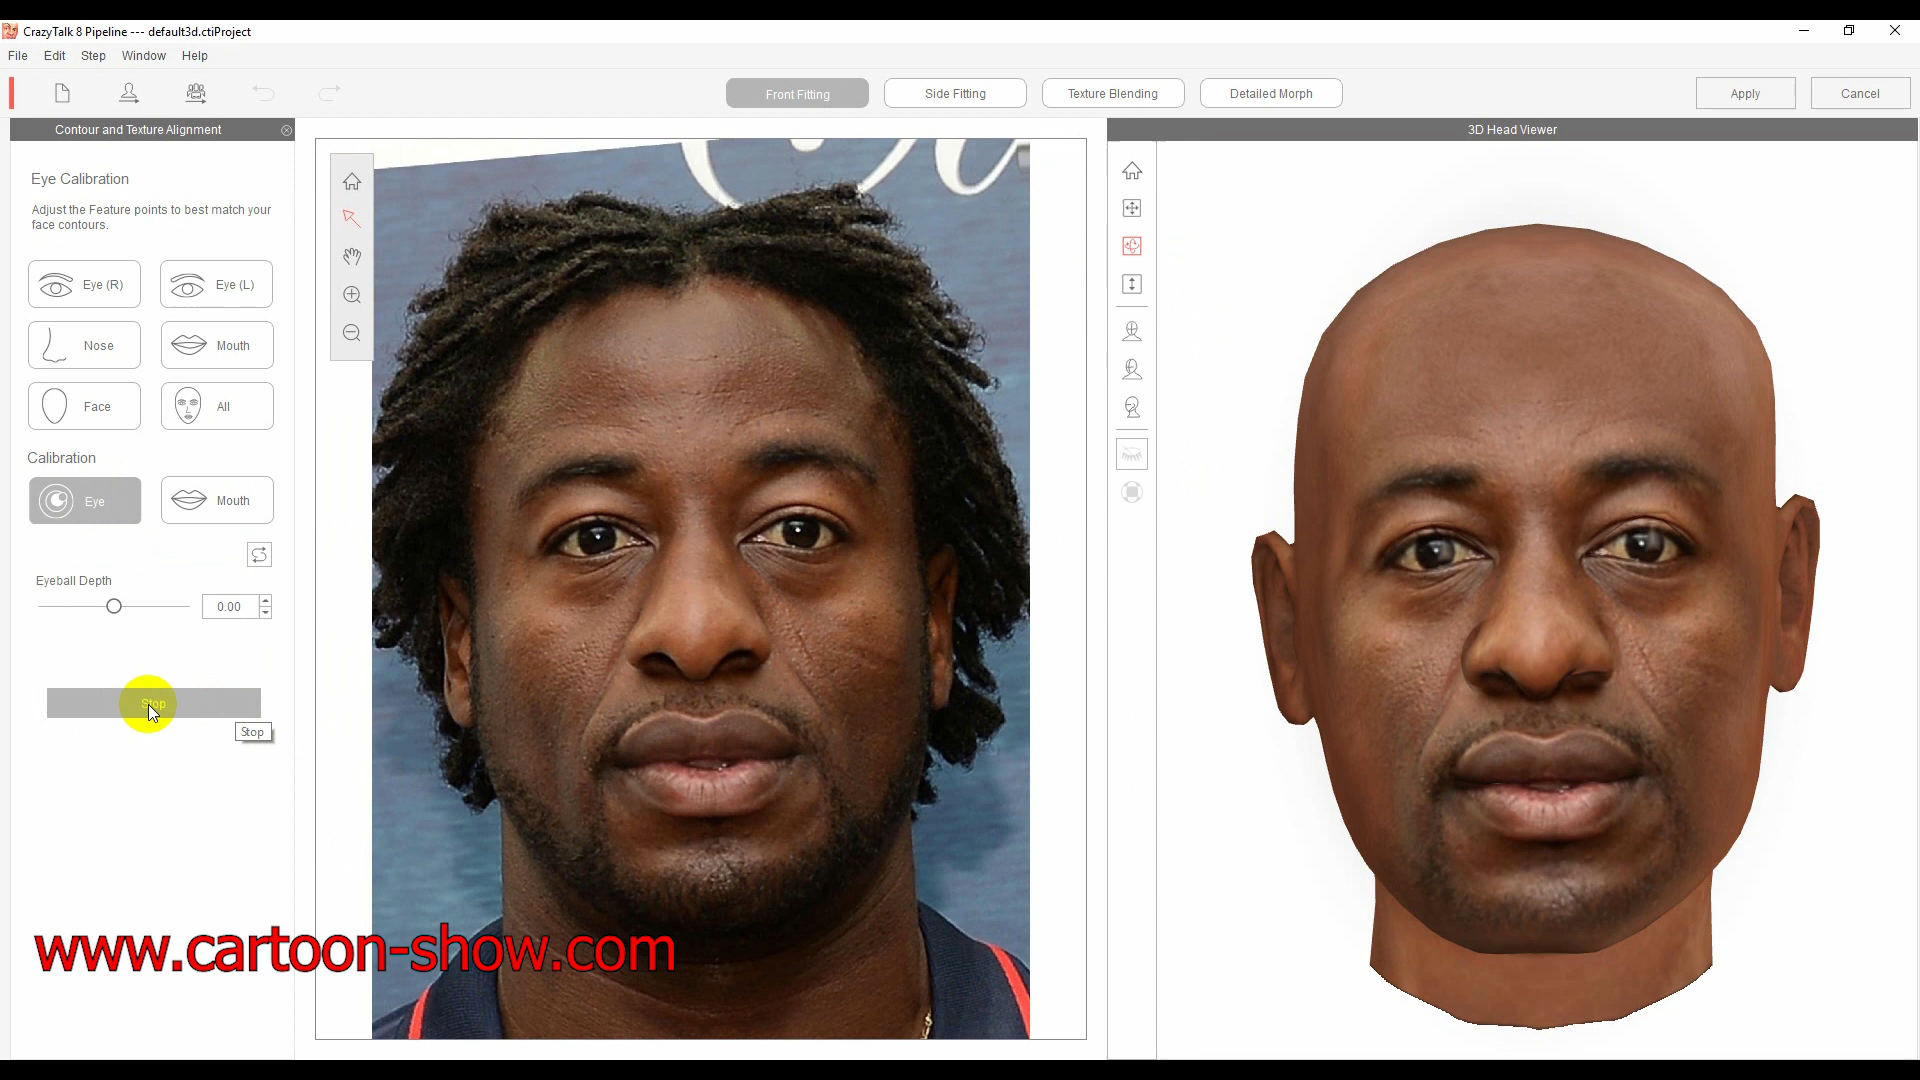 CrazyTalk 8 Pipeline --- default3d.ctiProject
File Edit Step Window Help
Front Fitting Side Fitting Texture Blending Detailed Morph Apply Cancel
Contour and Texture Alignment
3D Head Viewer
Eye Calibration
Adjust the Feature points to best match your
face contours.
Eye (R) Eye (L)
Nose Mouth
Face All
Calibration
Eye Mouth
Eyeball Depth
0.00
Stop
Stop
www.cartoon-show.com